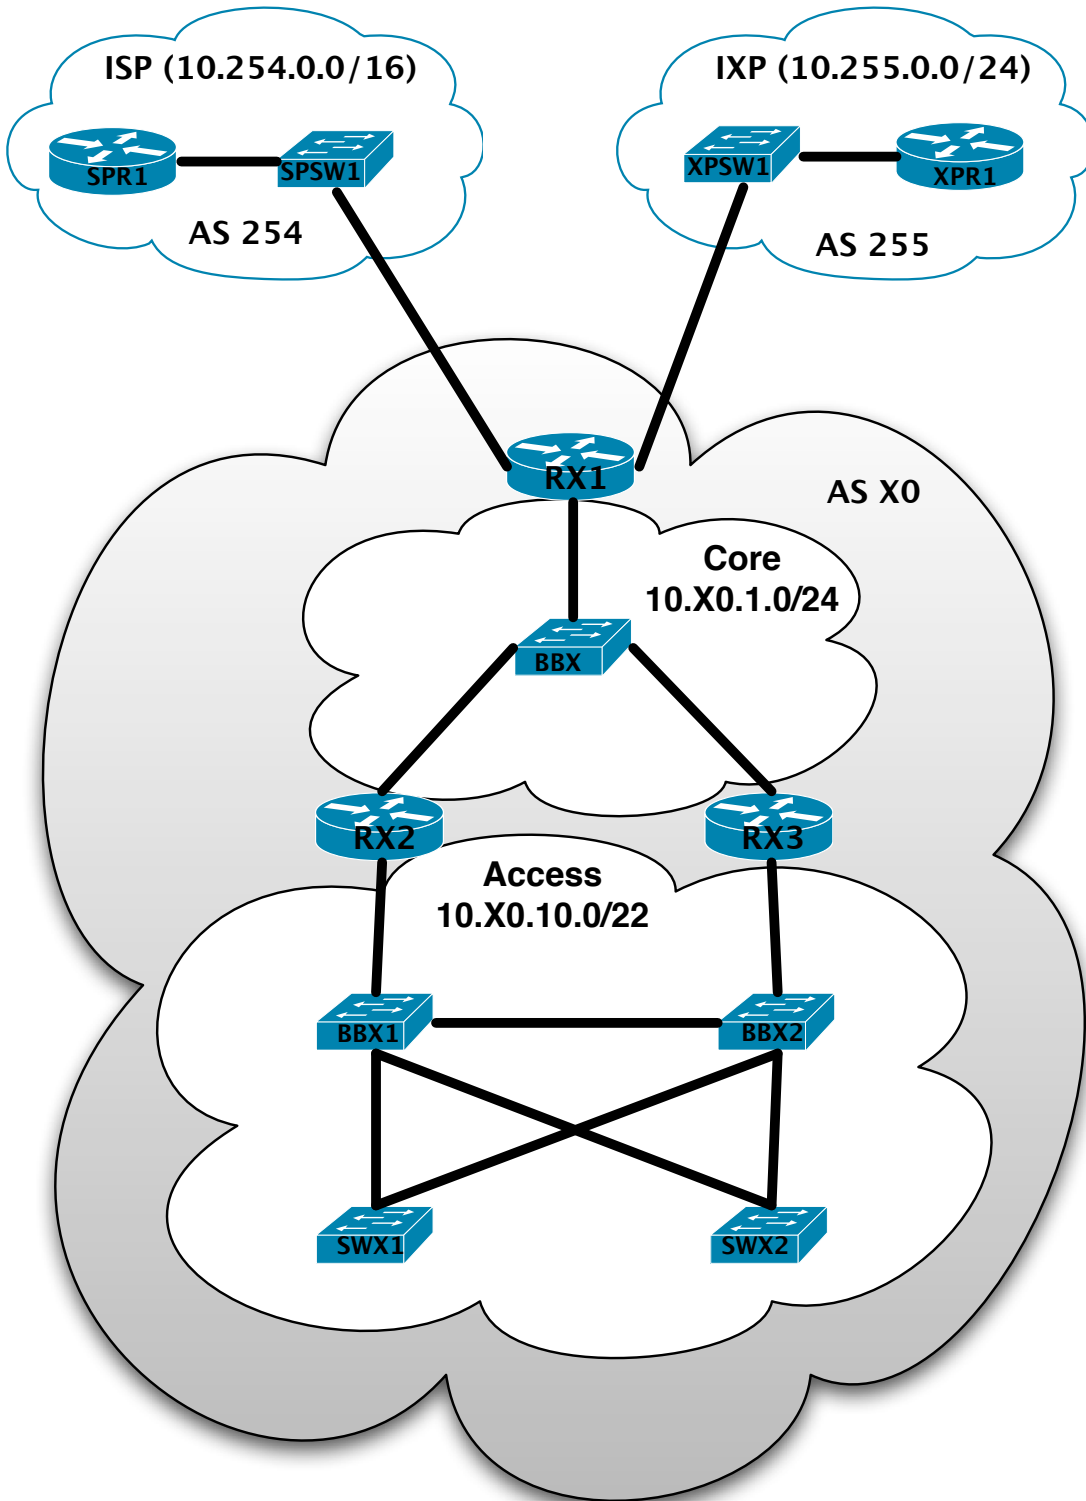 ISP (10.254.0.0/16)
IXP (10.255.0.0/24)
SPR1
SPSW1
XPSW1
XPR1
AS 254
AS 255
RX1
AS X0
Core
10.X0.1.0/24
BBX
RX2
RX3
Access
10.X0.10.0/22
BBX1
BBX2
SWX1
SWX2